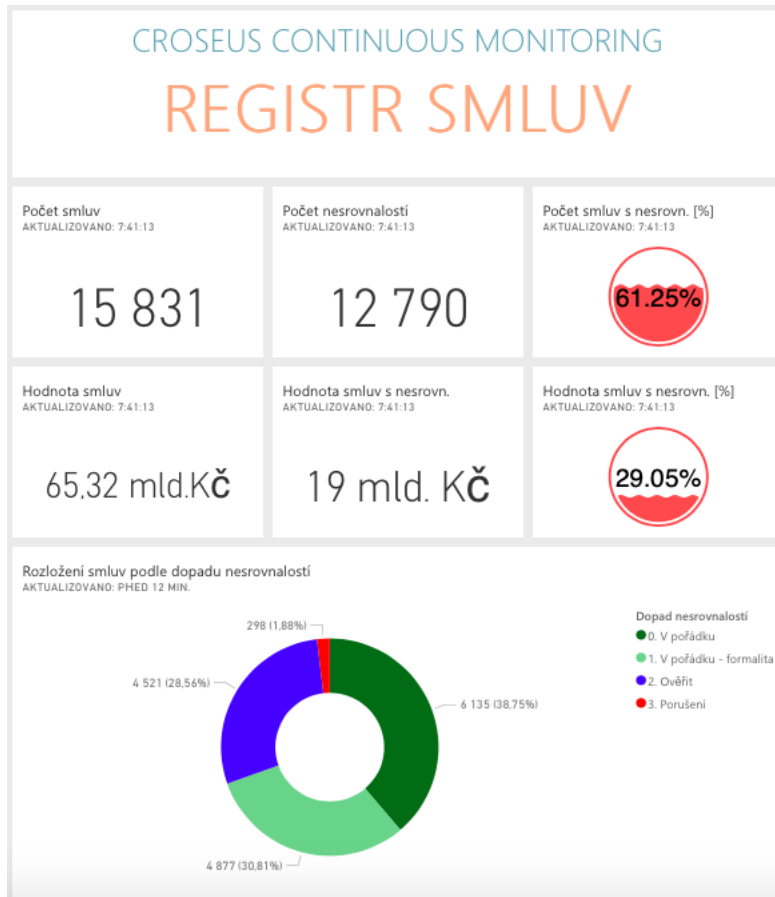 CROSEUS CONTINUOUS MONITORING
REGISTR SMLUV
Počet smluv
AKTUALIZOVANO: 7:41:13
15 831
Počet nesrovnalostí
AKTUALIZOVANO: 7:41:13
12 790
Počet smluv s nesrovn. [%]
AKTUALIZOVANO: 7:41:13
61.25%
Hodnota smluv
AKTUALIZOVANO: 7:41:13
65,32 mld.Kč
Hodnota smluv s nesrovn.
AKTUALIZOVANO: 7:41:13
19 mld. Kč
Hodnota smluv s nesrovn. [%]
AKTUALIZOVANO: 7:41:13
29.05%
Rozložení smluv podle dopadu nesrovnalostí
AKTUALIZOVANO: PHED 12 MIN.
298 (1,88%)
4 521 (28,56%)
6 135 (38,75%)
4 877 (30,81%)
Dopad nesrovnalostí
0. V pořádku
1. V pořádku - formalita
2. Ověřit
3. Porušení